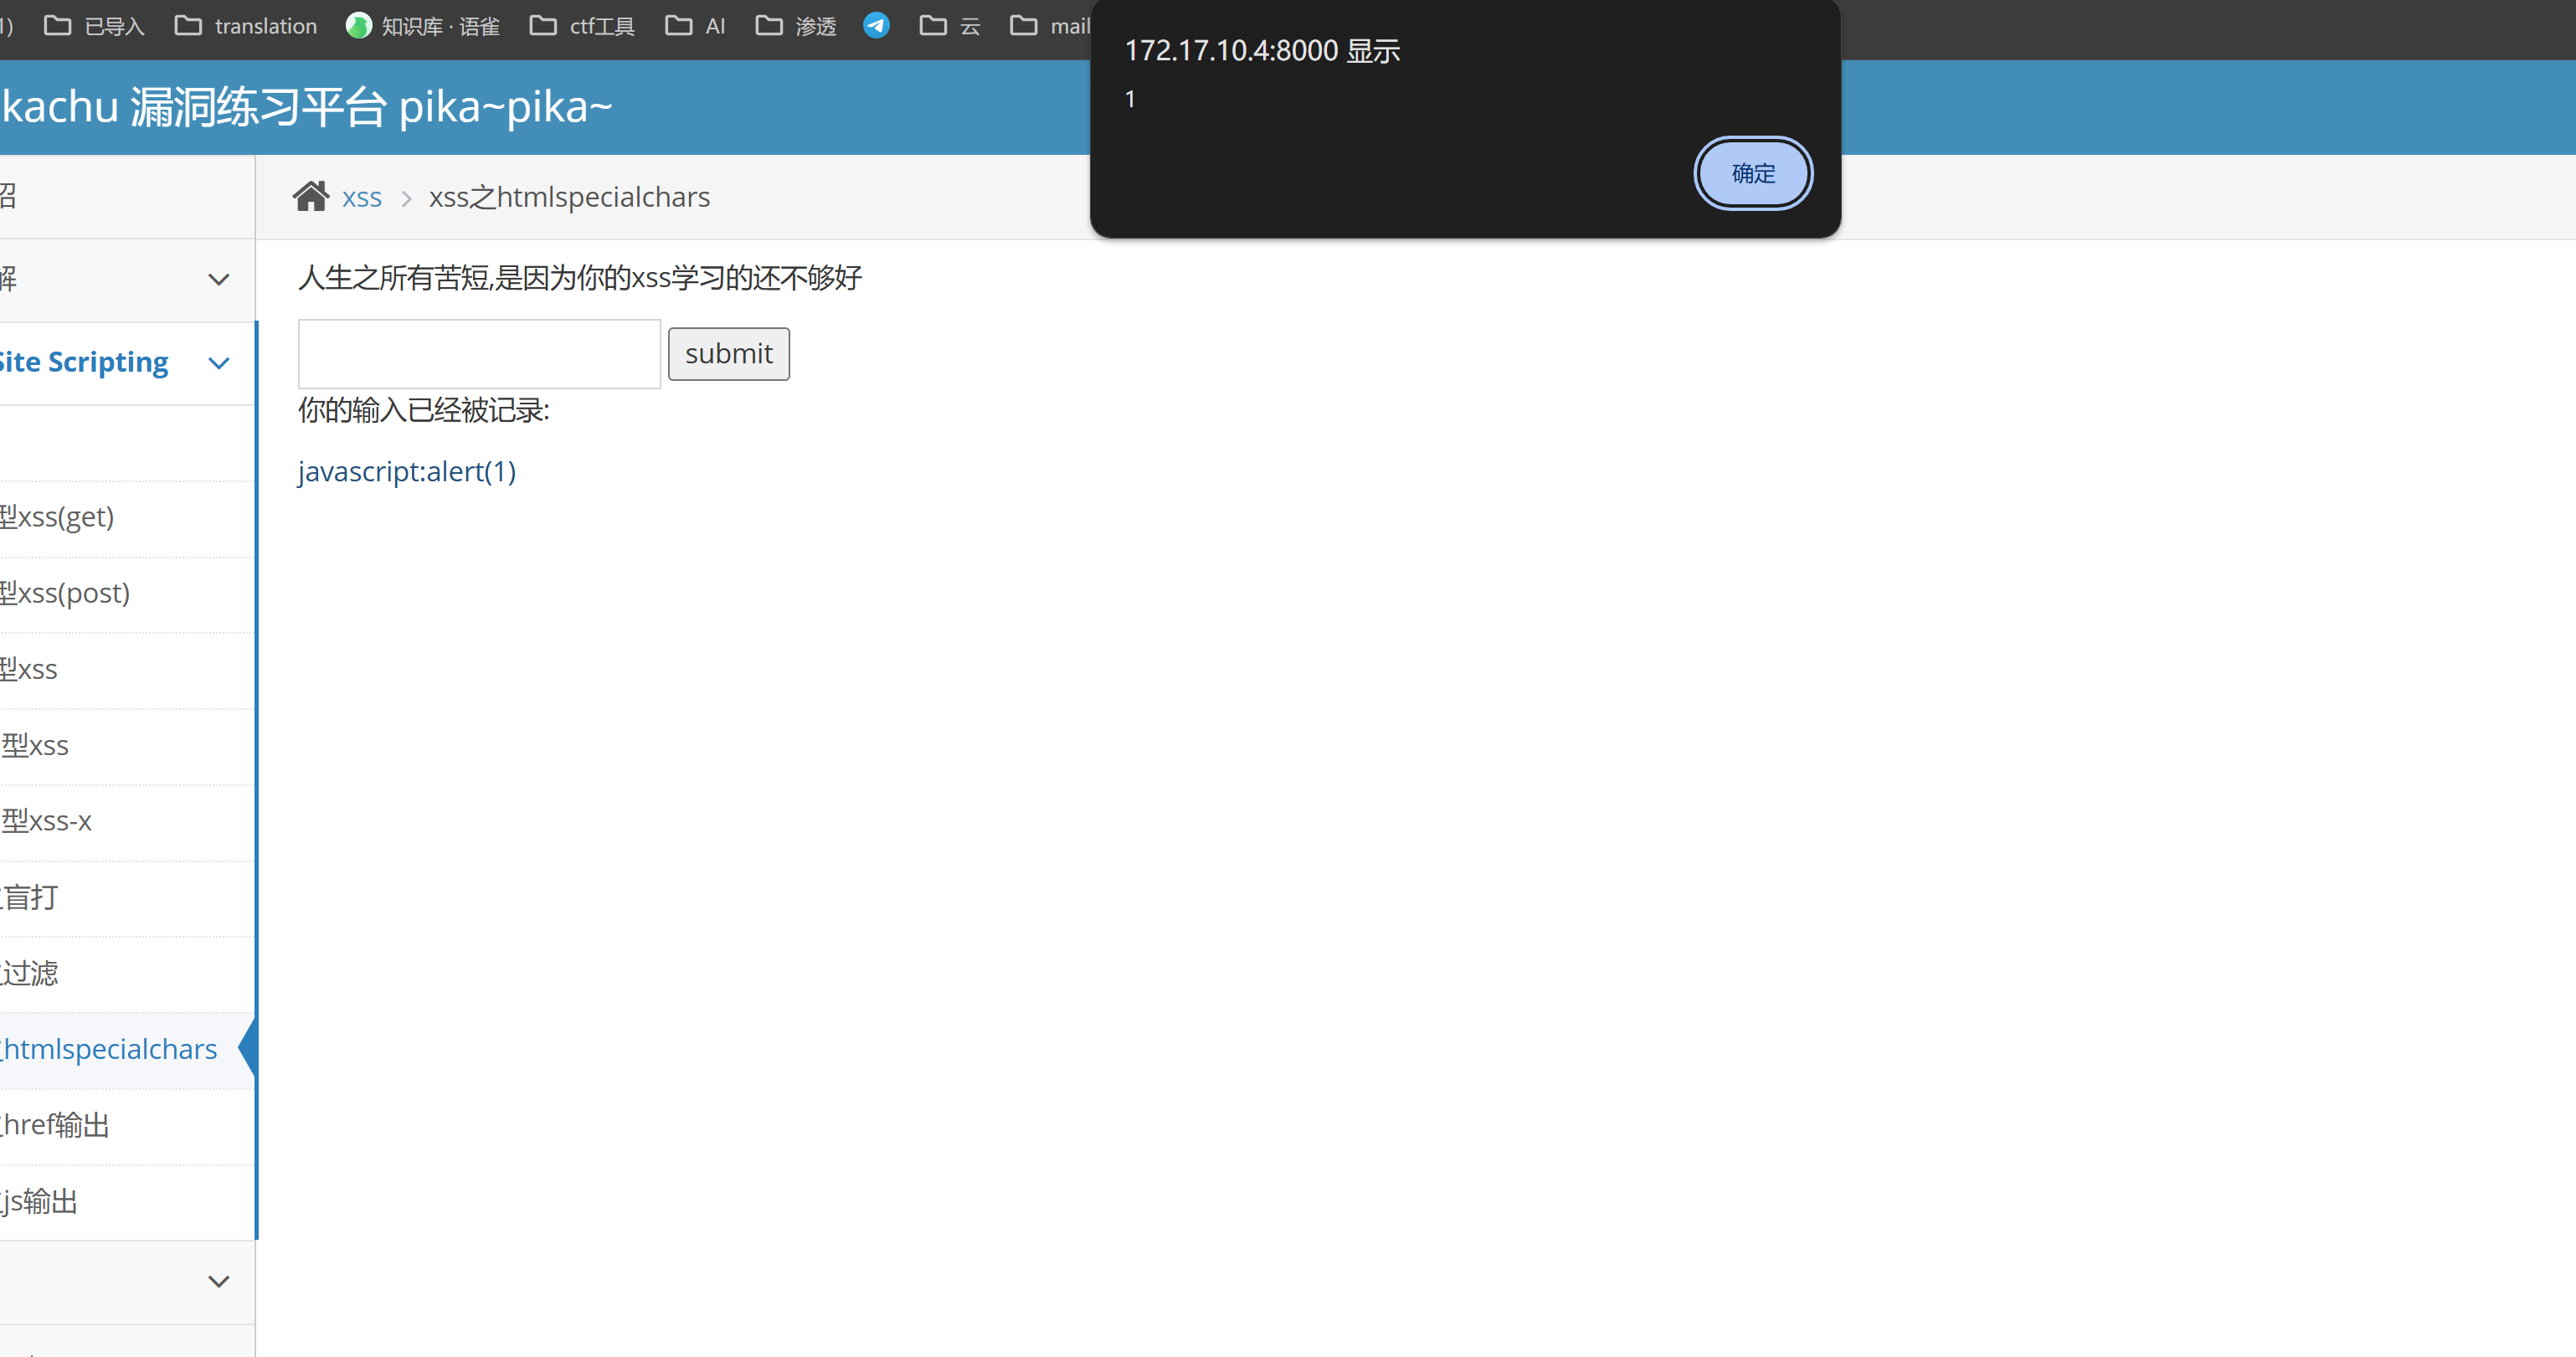 1) 已导入 translation 知识库 · 语雀 ctf工具 AI 渗透 云 mail
172.17.10.4:8000 显示
1
确定
kachu 漏洞练习平台 pika~pika~
绍
xss xss之htmlspecialchars
解
人生之所有苦短,是因为你的xss学习的还不够好
submit
Site Scripting
你的输入已经被记录:
javascript:alert(1)
型xss(get)
型xss(post)
型xss
型xss
型xss-x
盲打
过滤
htmlspecialchars
href输出
js输出